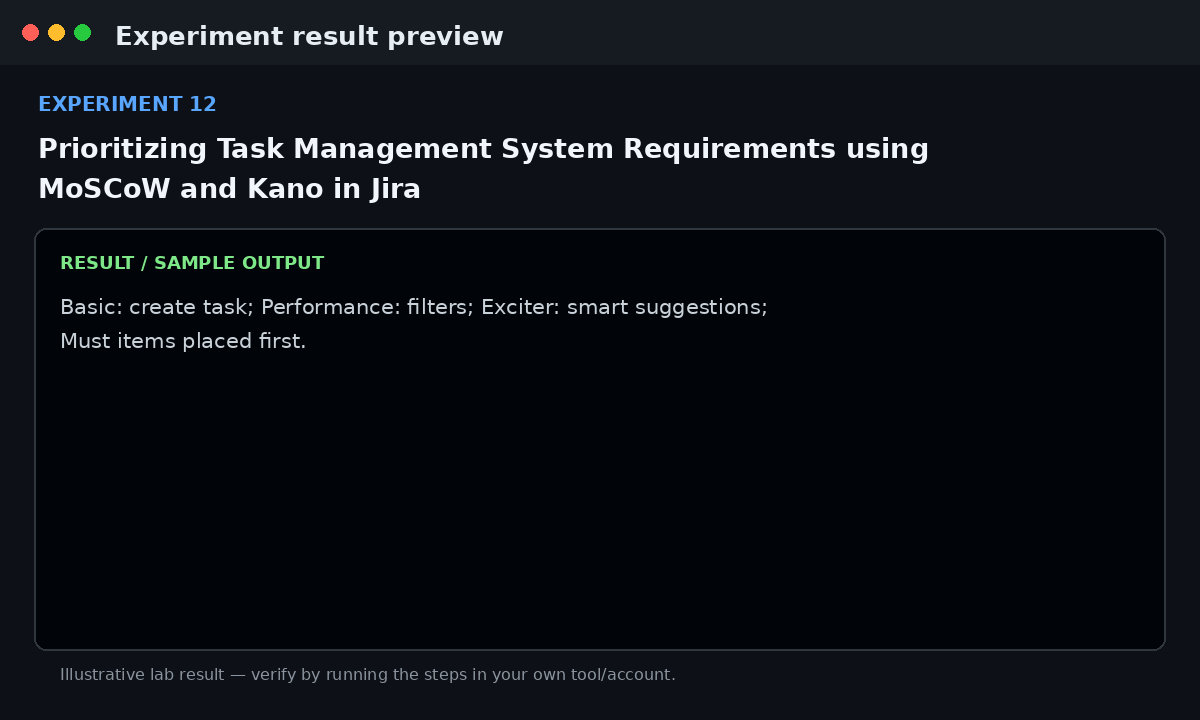 Experiment result preview
EXPERIMENT 12
Prioritizing Task Management System Requirements using
MoSCoW and Kano in Jira
RESULT / SAMPLE OUTPUT
Basic: create task; Performance: filters; Exciter: smart suggestions;
Must items placed first.
Illustrative lab result — verify by running the steps in your own tool/account.